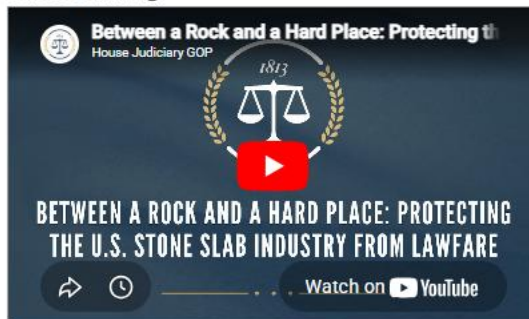 Between a Rock and a Hard Place: Protecting th
House Judiciary GOP
1813
BETWEEN A ROCK AND A HARD PLACE: PROTECTING
THE U.S. STONE SLAB INDUSTRY FROM LAWFARE
Watch on YouTube